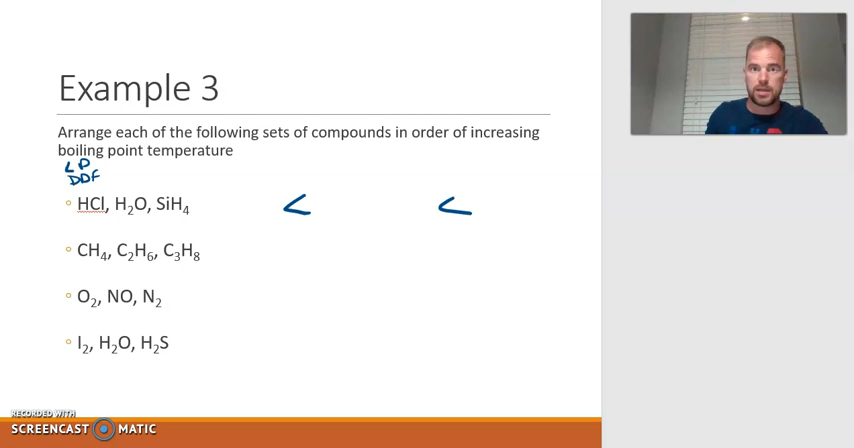 Example 3
Arrange each of the following sets of compounds in order of increasing
boiling point temperature
LD
DDF
HCl, H₂O, SiH₄ < <
CH₄, C₂H₆, C₃H₈
O₂, NO, N₂
I₂, H₂O, H₂S
RECORDED WITH
SCREENCAST MATIC